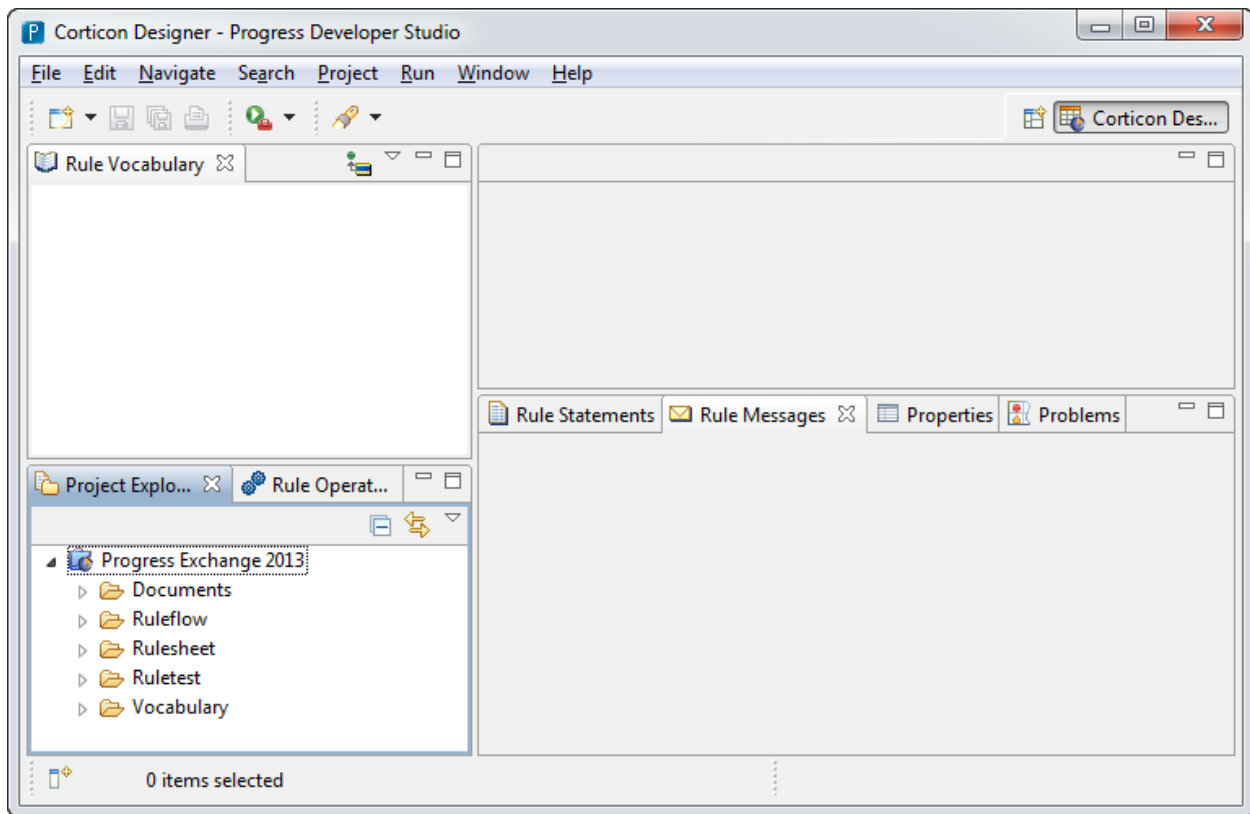 Corticon Designer - Progress Developer Studio
File Edit Navigate Search Project Run Window Help
Corticon Des...
Rule Vocabulary
Rule Statements Rule Messages Properties Problems
Project Explo... Rule Operat...
Progress Exchange 2013
Documents
Ruleflow
Rulesheet
Ruletest
Vocabulary
0 items selected